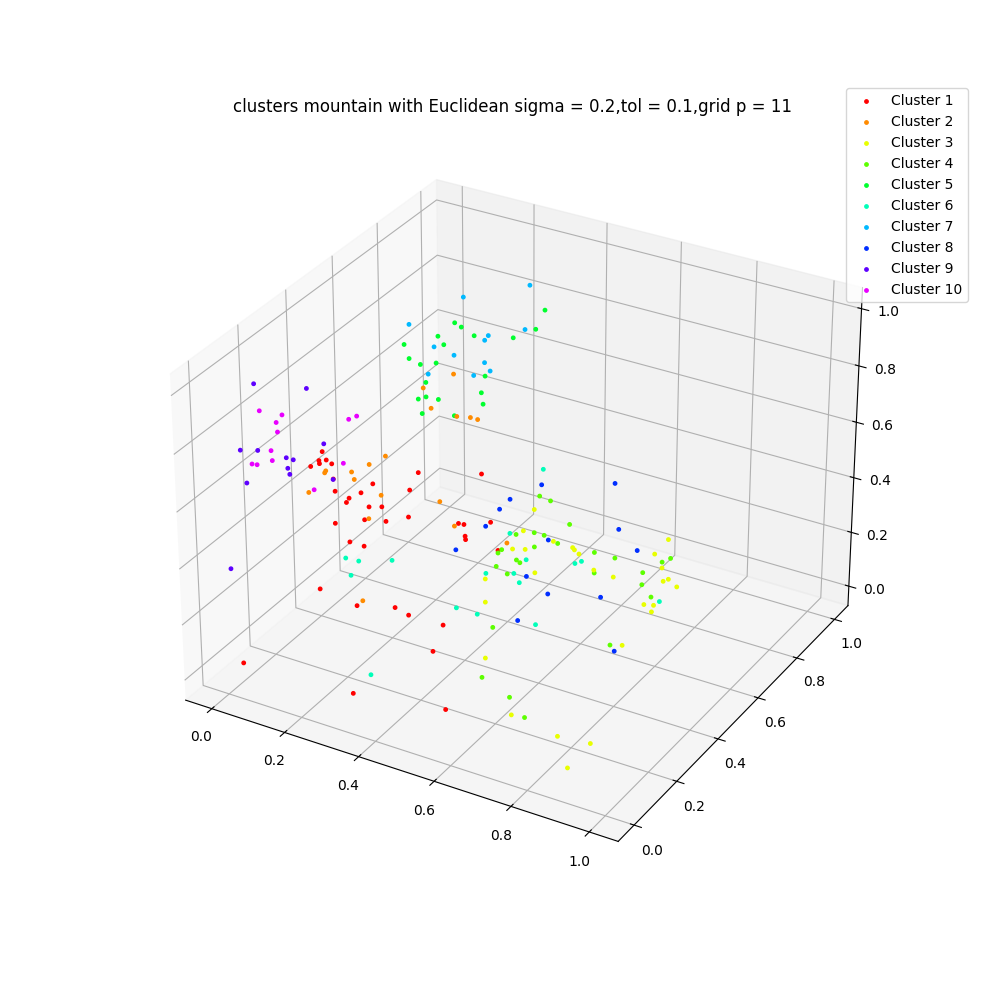 clusters mountain with Euclidean sigma = 0.2,tol = 0.1,grid p = 11
Cluster 1
Cluster 2
Cluster 3
Cluster 4
Cluster 5
Cluster 6
Cluster 7
Cluster 8
Cluster 9
Cluster 10
1.0
0.8
0.6
0.4
0.2
0.0
1.0
0.8
0.6
0.4
0.2
0.0
0.0
0.2
0.4
0.6
0.8
1.0